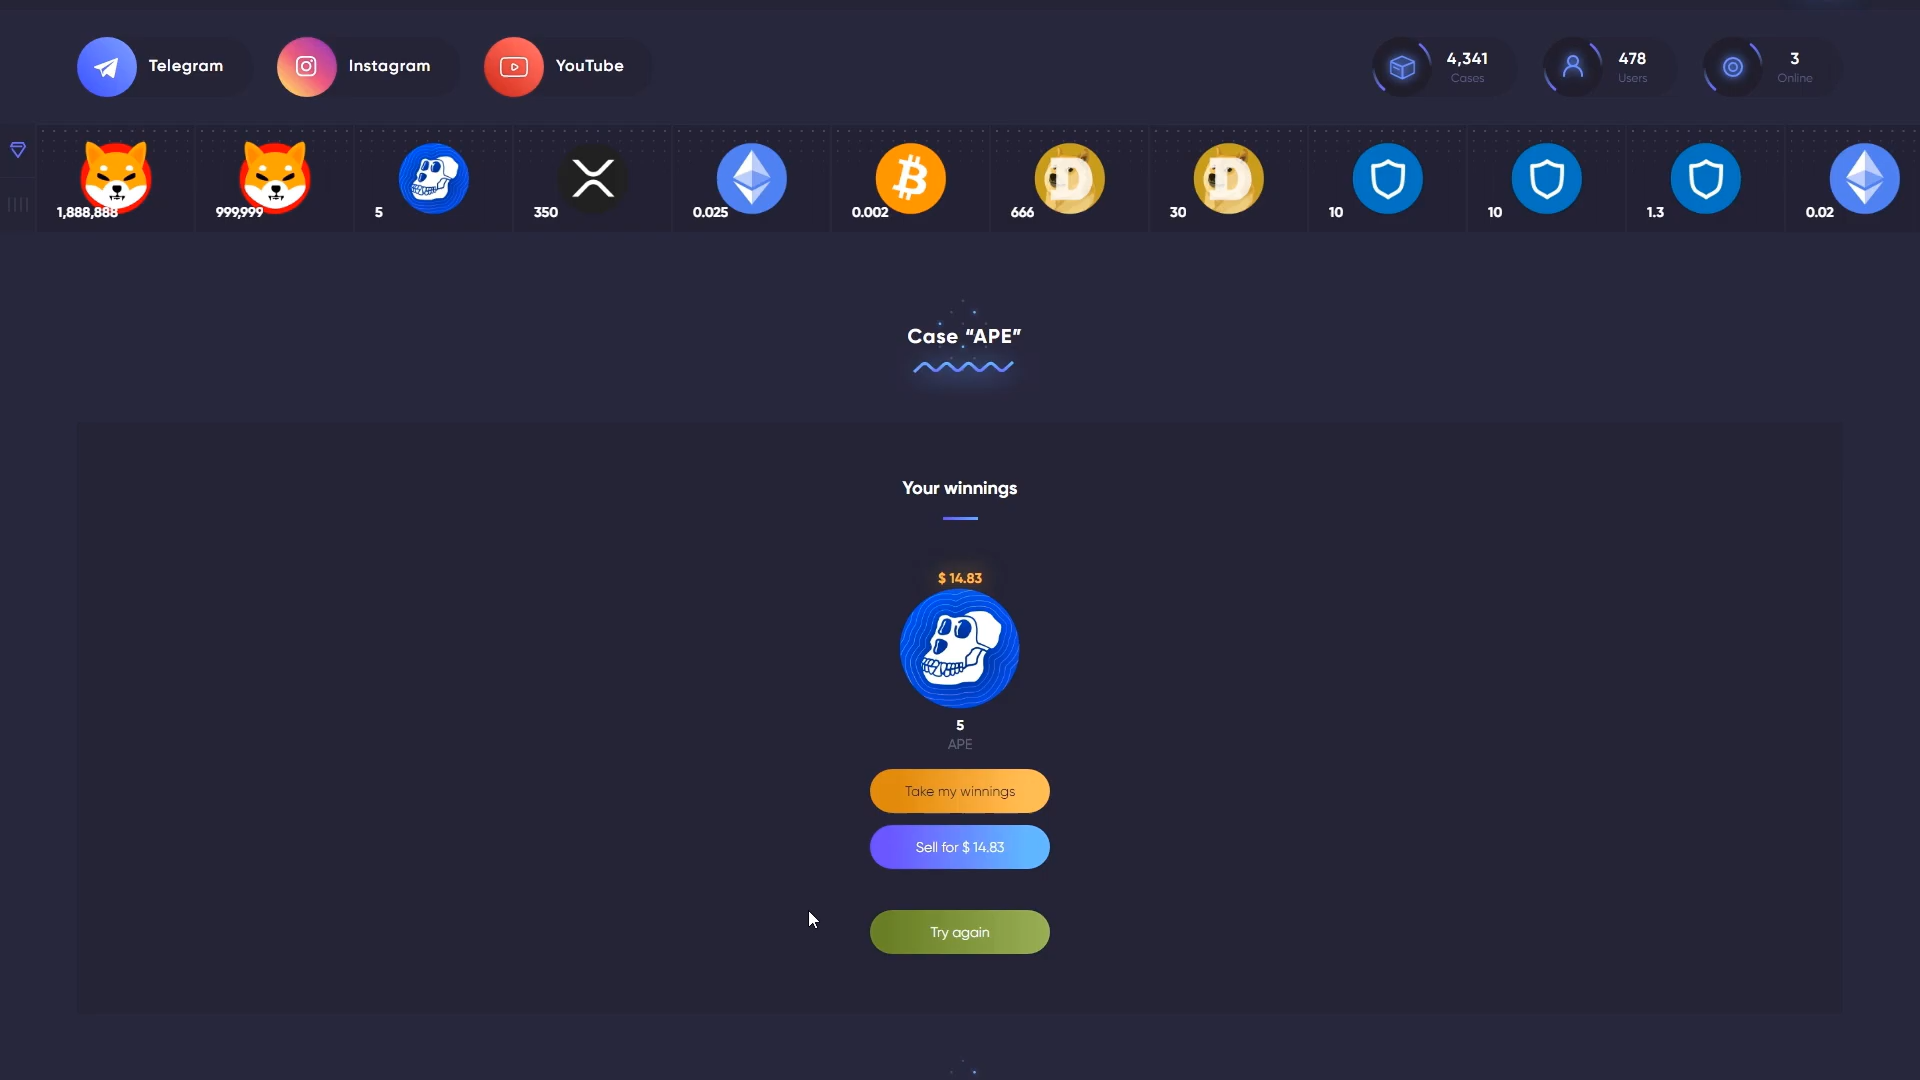 Telegram
Instagram
YouTube
4,341
Cases
478
Users
3
Online
1,888,888
999,999
5
350
0.025
0.002
666
30
10
10
1.3
0.02
Case “APE”
Your winnings
$ 14.83
5
APE
Take my winnings
Sell for $ 14.83
Try again